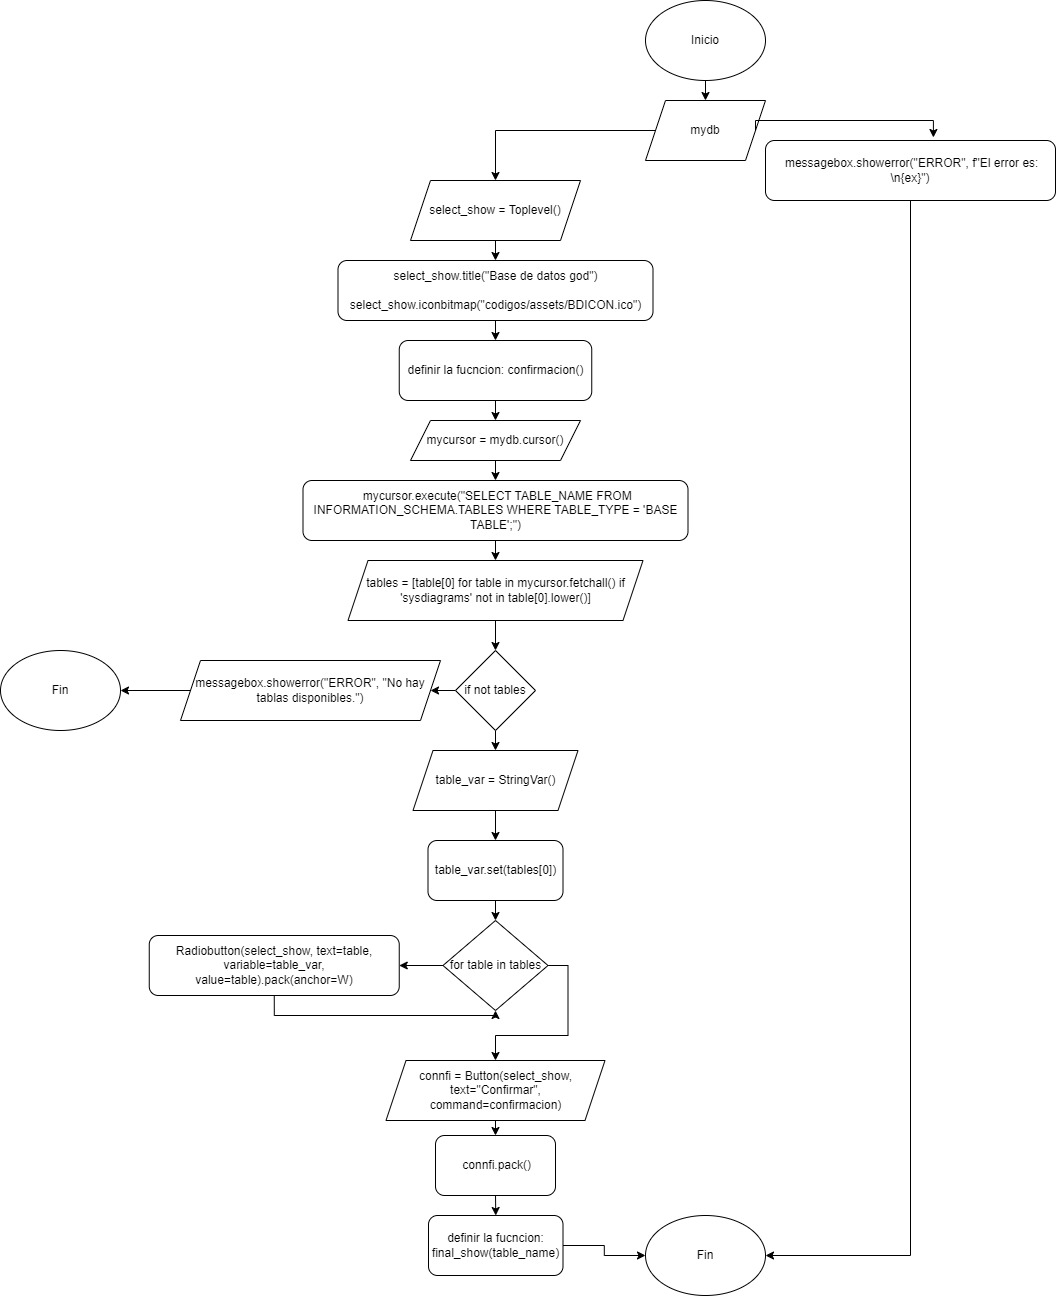 Inicio
mydb
messagebox.showerror("ERROR", f"El error es:
\n{ex}")
select_show = Toplevel()
select_show.title("Base de datos god")
select_show.iconbitmap("codigos/assets/BDICON.ico")
definir la fucncion: confirmacion()
mycursor = mydb.cursor()
mycursor.execute("SELECT TABLE_NAME FROM
INFORMATION_SCHEMA.TABLES WHERE TABLE_TYPE = 'BASE
TABLE';")
tables = [table[0] for table in mycursor.fetchall() if
'sysdiagrams' not in table[0].lower()]
Fin
messagebox.showerror("ERROR", "No hay
tablas disponibles.")
if not tables
table_var = StringVar()
table_var.set(tables[0])
Radiobutton(select_show, text=table,
variable=table_var,
value=table).pack(anchor=W)
for table in tables
connfi = Button(select_show,
text="Confirmar",
command=confirmacion)
connfi.pack()
definir la fucncion:
final_show(table_name)
Fin